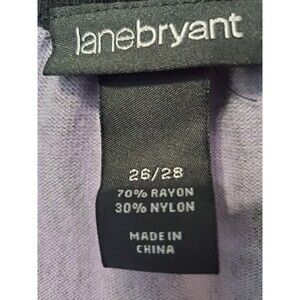 lanebryant
26/28
70% RAYON
30% NYLON
MADE IN
CHINA